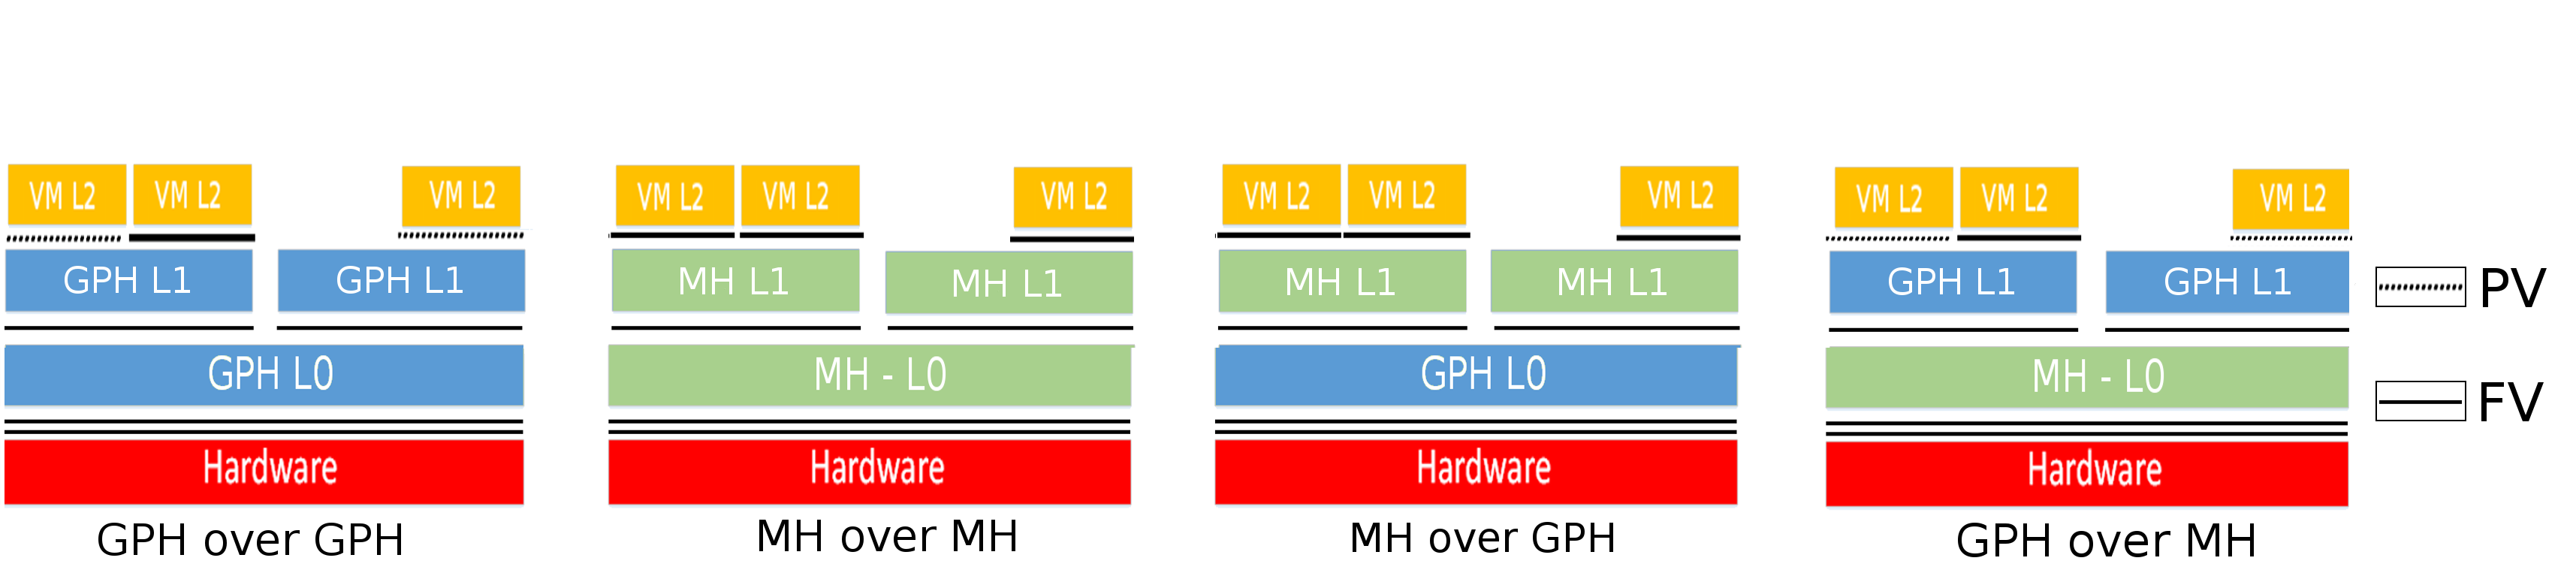 VM L2 VM L2 VM L2
GPH L1 GPH L1
GPH L0
Hardware
GPH over GPH
VM L2 VM L2 VM L2
MH L1 MH L1
MH - L0
Hardware
MH over MH
VM L2 VM L2 VM L2
MH L1 MH L1
GPH L0
Hardware
MH over GPH
VM L2 VM L2 VM L2
GPH L1 GPH L1
MH - L0
Hardware
GPH over MH
PV
FV